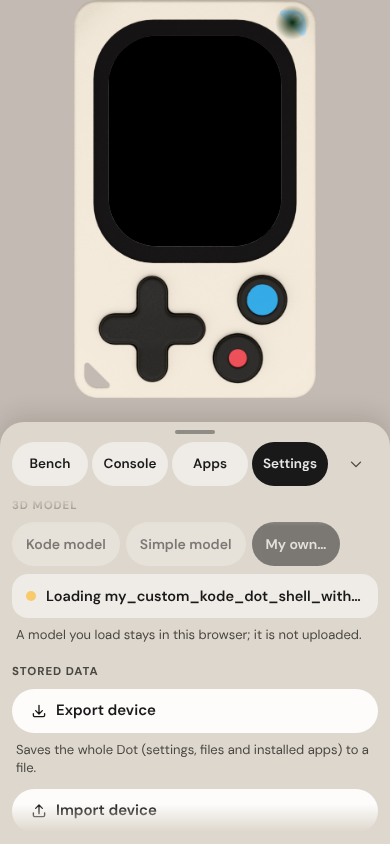 Bench
Console
Apps
Settings
3D MODEL
Kode model
Simple model
My own...
Loading my_custom_kode_dot_shell_with...
A model you load stays in this browser; it is not uploaded.
STORED DATA
Export device
Saves the whole Dot (settings, files and installed apps) to a
file.
Import device